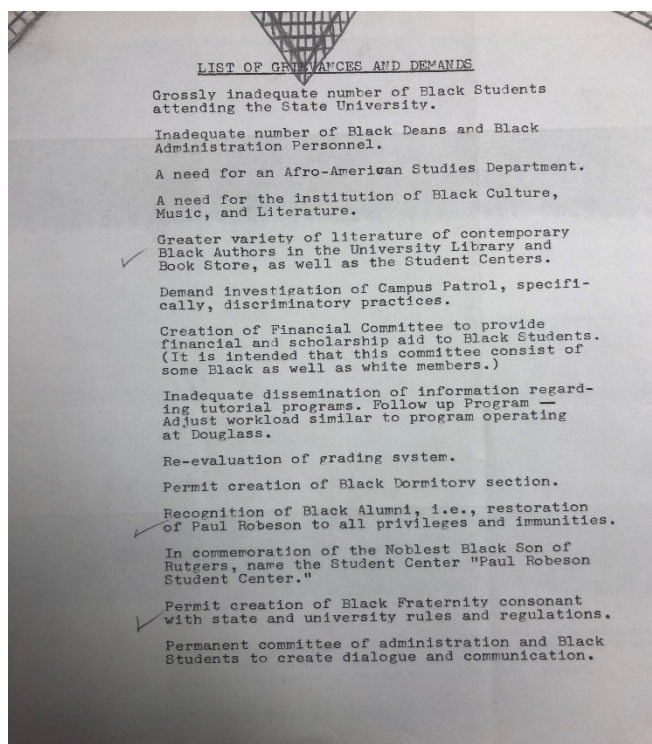 LIST OF GRIEVANCES AND DEMANDS
Grossly inadequate number of Black Students
attending the State University.
Inadequate number of Black Deans and Black
Administration Personnel.
A need for an Afro-American Studies Department.
A need for the institution of Black Culture,
Music, and Literature.
Greater variety of literature of contemporary
Black Authors in the University Library and
Book Store, as well as the Student Centers.
Demand investigation of Campus Patrol, specifi-
cally, discriminatory practices.
Creation of Financial Committee to provide
financial and scholarship aid to Black Students.
(It is intended that this committee consist of
some Black as well as white members.)
Inadequate dissemination of information regard-
ing tutorial programs. Follow up Program —
Adjust workload similar to program operating
at Douglass.
Re-evaluation of grading system.
Permit creation of Black Dormitory section.
Recognition of Black Alumni, i.e., restoration
of Paul Robeson to all privileges and immunities.
In commemoration of the Noblest Black Son of
Rutgers, name the Student Center "Paul Robeson
Student Center."
Permit creation of Black Fraternity consonant
with state and university rules and regulations.
Permanent committee of administration and Black
Students to create dialogue and communication.